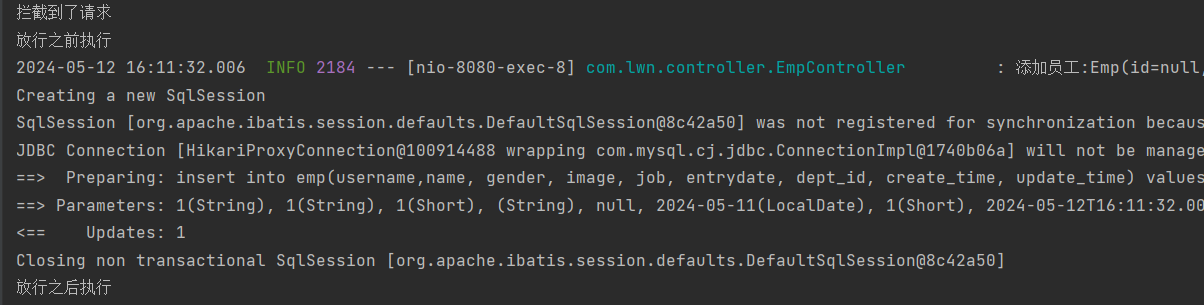 拦截到了请求
放行之前执行
2024-05-12 16:11:32.006  INFO 2184 --- [nio-8080-exec-8] com.lwn.controller.EmpController         : 添加员工:Emp(id=null,
Creating a new SqlSession
SqlSession [org.apache.ibatis.session.defaults.DefaultSqlSession@8c42a50] was not registered for synchronization becaus
JDBC Connection [HikariProxyConnection@100914488 wrapping com.mysql.cj.jdbc.ConnectionImpl@1740b06a] will not be manage
==>  Preparing: insert into emp(username,name, gender, image, job, entrydate, dept_id, create_time, update_time) values
==> Parameters: 1(String), 1(String), 1(Short), (String), null, 2024-05-11(LocalDate), 1(Short), 2024-05-12T16:11:32.00
<==    Updates: 1
Closing non transactional SqlSession [org.apache.ibatis.session.defaults.DefaultSqlSession@8c42a50]
放行之后执行